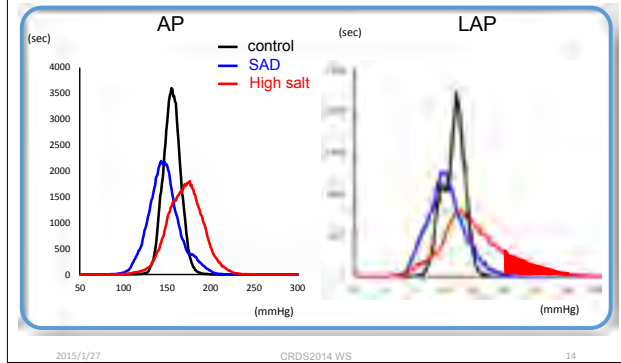 AP
(sec)
control
SAD
High salt
4000
3500
3000
2500
2000
1500
1000
500
0
50 100 150 200 250 300
(mmHg)
LAP
(sec)
(mmHg)
2015/1/27 CRDS2014 WS 14